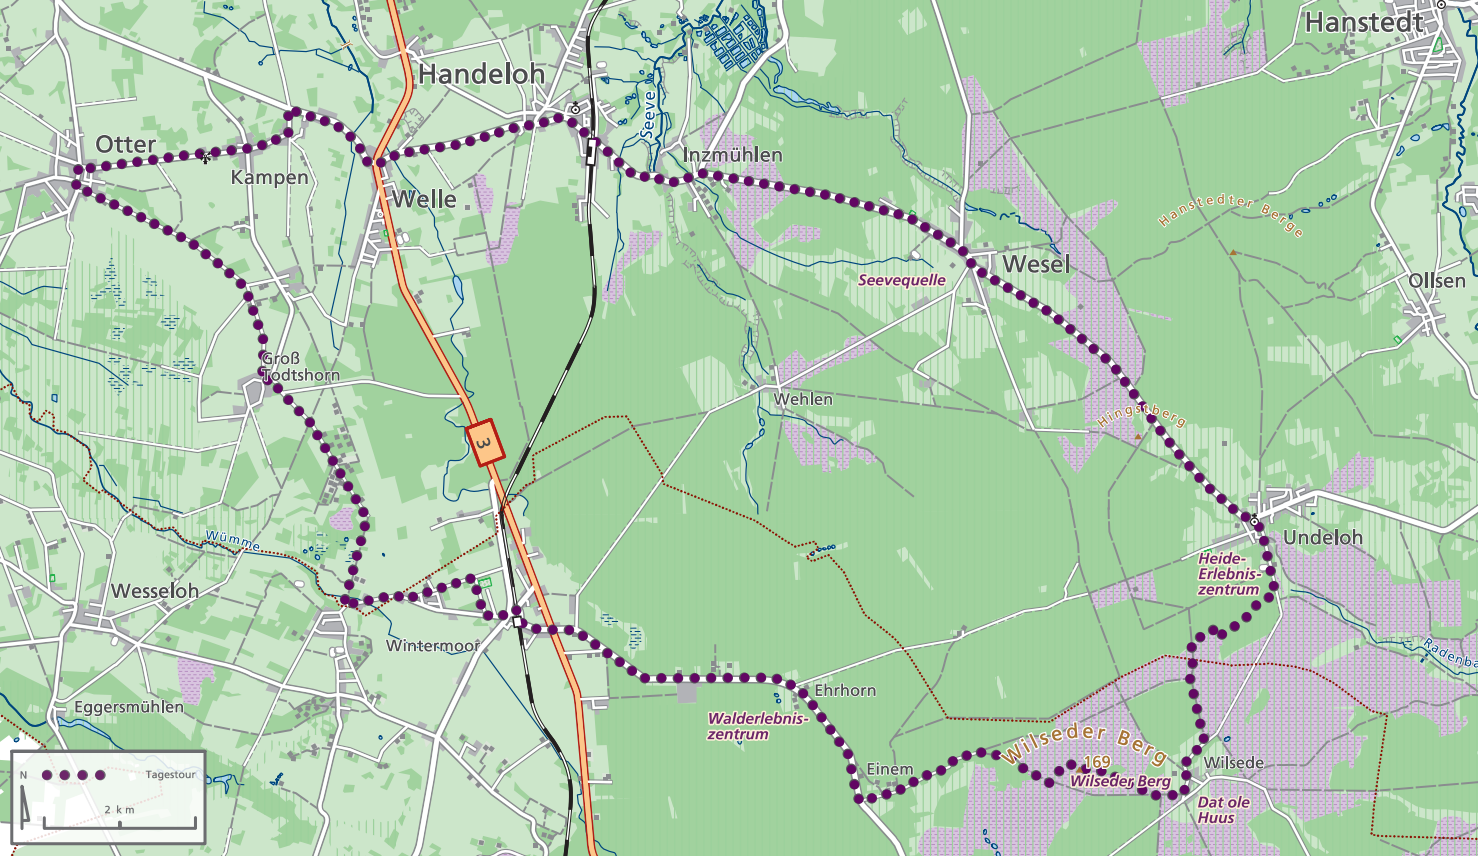 Hanstedt
Handeloh
Seeve
Otter
Inzmühlen
Kampen
Welle
Hanstedter Berge
Wesel
Seevequelle
Ollsen
Groß
Todtshorn
Wehlen
Hingstberg
3
Wümme
Undeloh
Heide-
Erlebnis-
zentrum
Wesseloh
Wintermoor
Radenba
Ehrhorn
Eggersmühlen
Walderlebnis-
zentrum
Wilseder Berg
169
Wilseder Berg
Wilsede
Einem
Dat ole
Huus
N
Tagestour
2 km